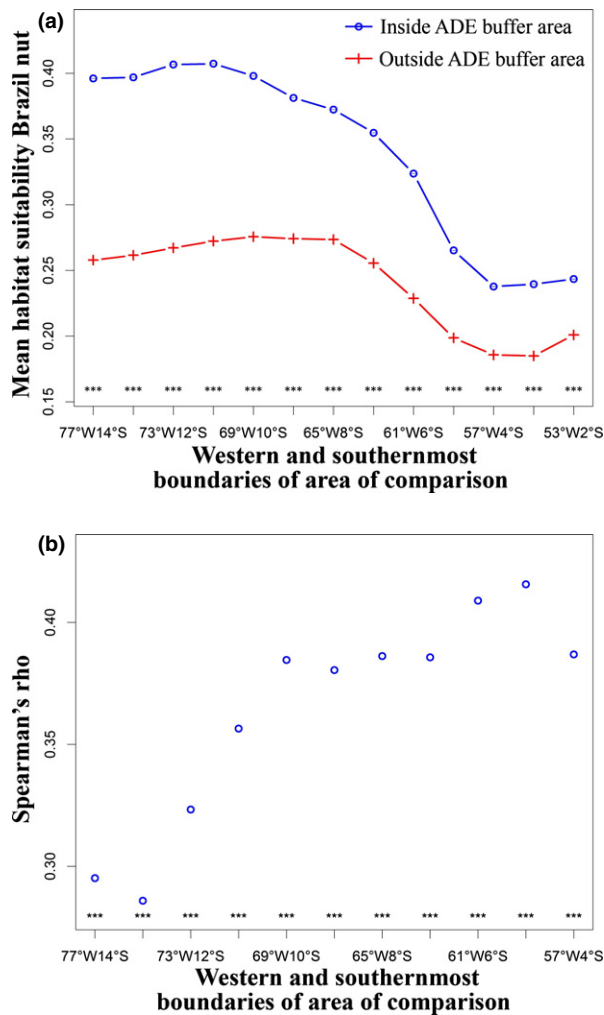 (a)
Inside ADE buffer area
Outside ADE buffer area
Mean habitat suitability Brazil nut
0.40
0.35
0.30
0.25
0.20
0.15
*** *** *** *** *** *** *** *** *** *** *** *** ***
77°W14°S 73°W12°S 69°W10°S 65°W8°S 61°W6°S 57°W4°S 53°W2°S
Western and southernmost
boundaries of area of comparison
(b)
Spearman's rho
0.40
0.35
0.30
*** *** *** *** *** *** *** *** *** *** ***
77°W14°S 73°W12°S 69°W10°S 65°W8°S 61°W6°S 57°W4°S
Western and southernmost
boundaries of area of comparison